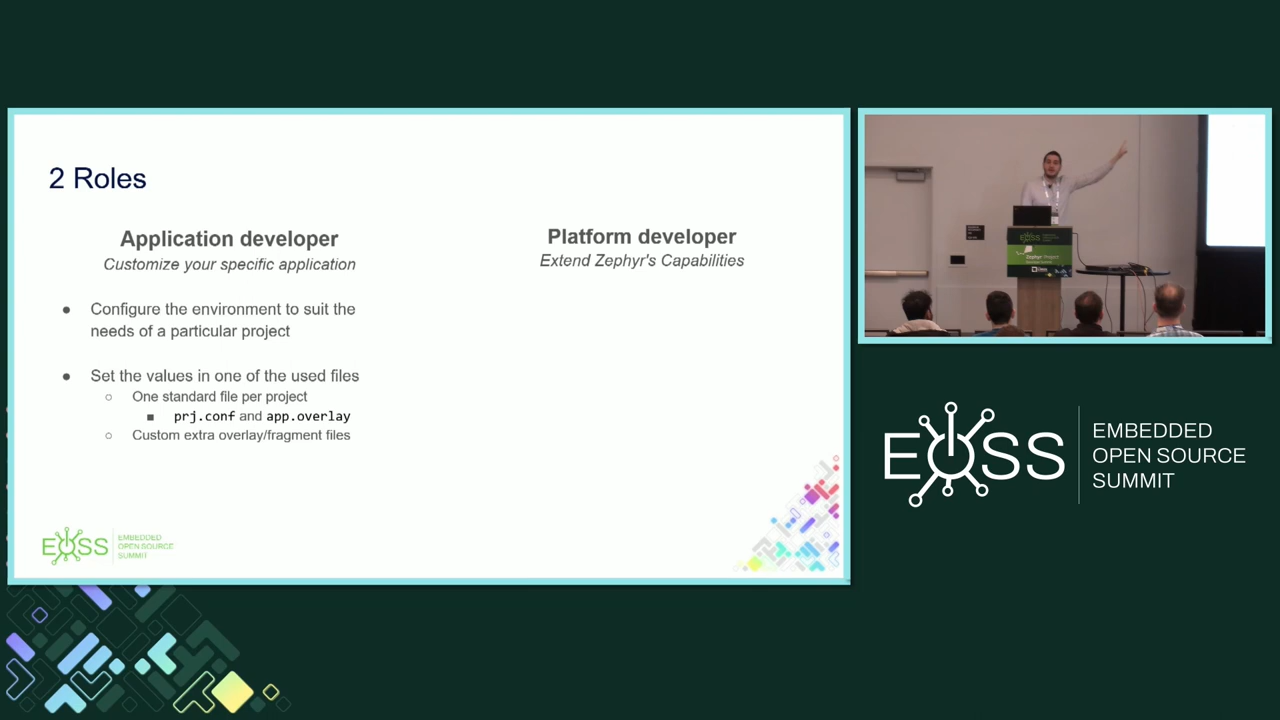 2 Roles
Application developer
Customize your specific application
Configure the environment to suit the
needs of a particular project
Set the values in one of the used files
One standard file per project
prj.conf and app.overlay
Custom extra overlay/fragment files
Platform developer
Extend Zephyr's Capabilities
EOSS
EMBEDDED
OPEN SOURCE
SUMMIT
EOSS
Zephyr Project
EOSS
EMBEDDED
OPEN SOURCE
SUMMIT